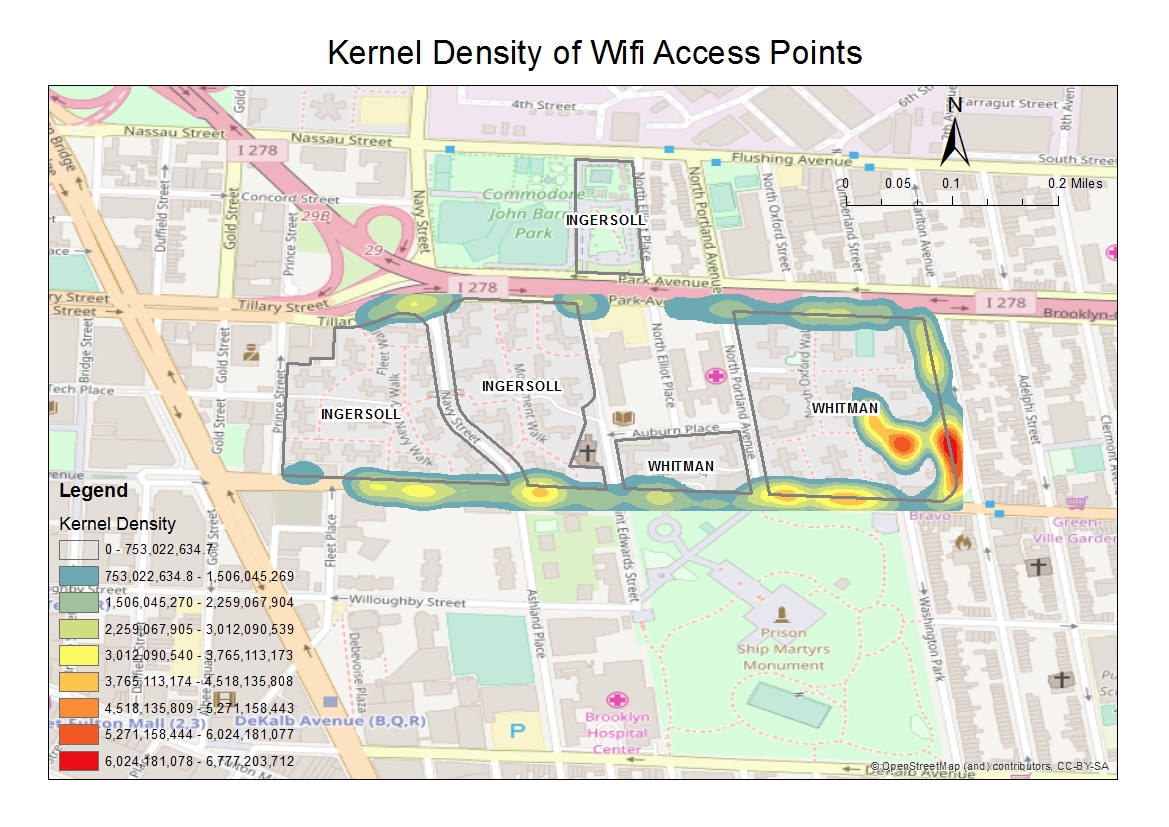 Kernel Density of Wifi Access Points
4th Street
6th St
Farragut Street
8th Aven
N
Gold
Nassau Street
Nassau Street
I 278
Flushing Avenue
South Street
Bridge
Concord Street
0 0.05 0.1 0.2 Miles
Duffield Street
Gold Street
Prince Street
29B
29
Navy Street
Commodore
John Barr
Park
INGERSOLL
North Portland Avenue
North Oxford Street
Cumberland Street
Carlton Avenue
I 278
Park Avenue
Park Ave
I 278
Tillary Street
Brooklyn-
Bridge Street
Gold Street
Tech Place
Prince Street
Fleet Walk
Navy Walk
Navy Street
Monument Walk
INGERSOLL
INGERSOLL
North Elliot Place
North Portland Avenue
North Oxford Wal
WHITMAN
Auburn Place
WHITMAN
Adelphi Street
Clermont
Bravo
Green-
Ville Garden
Legend
Kernel Density
0 - 753,022,634.7
753,022,634.8 - 1,506,045,269
1,506,045,270 - 2,259,067,904
2,259,067,905 - 3,012,090,539
3,012,090,540 - 3,765,113,173
3,765,113,174 - 4,518,135,808
4,518,135,809 - 5,271,158,443
5,271,158,444 - 6,024,181,077
6,024,181,078 - 6,777,203,712
Gold Street
Fleet Place
Willoughby Street
Ashland Place
Edwards Street
Debevoise Plaza
Washington Park
Prison
Ship Martyrs
Monument
Duffield Street
Fulton Mall (2,3)
DeKalb Avenue (B,Q,R)
P
Brooklyn
Hospital
Center
DeKalb Avenue
© OpenStreetMap (and) contributors, CC-BY-SA